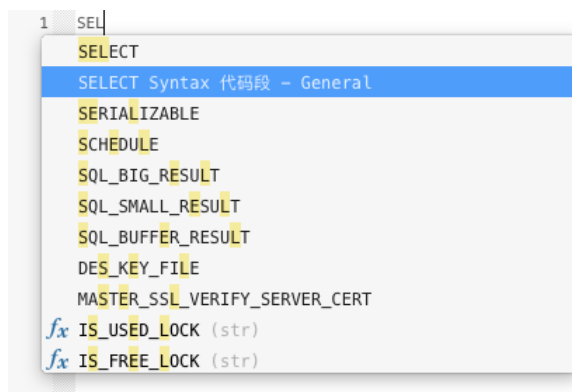 1 SEL
SELECT
SELECT Syntax 代码段 – General
SERIALIZABLE
SCHEDULE
SQL_BIG_RESULT
SQL_SMALL_RESULT
SQL_BUFFER_RESULT
DES_KEY_FILE
MASTER_SSL_VERIFY_SERVER_CERT
fx IS_USED_LOCK (str)
fx IS_FREE_LOCK (str)